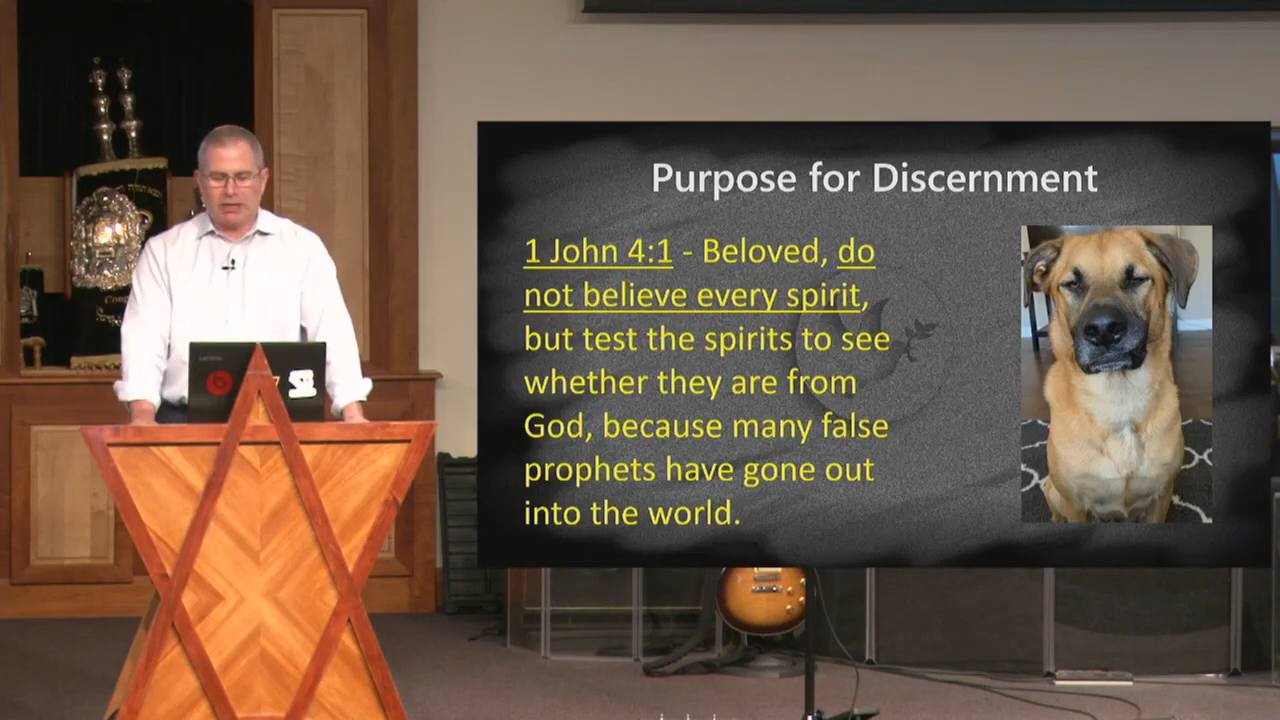 Purpose for Discernment
1 John 4:1 - Beloved, do
not believe every spirit,
but test the spirits to see
whether they are from
God, because many false
prophets have gone out
into the world.